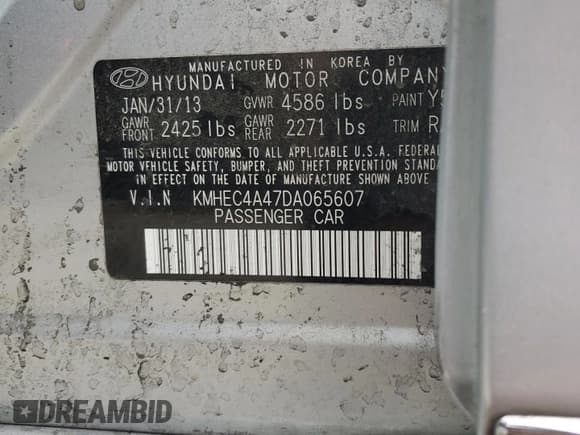 MANUFACTURED IN KOREA BY
HYUNDAI MOTOR COMPANY
JAN/31/13 GVWR 4586 lbs PAINT
GAWR FRONT 2425 lbs GAWR REAR 2271 lbs TRIM
THIS VEHICLE CONFORMS TO ALL APPLICABLE U.S.A. FEDERAL
MOTOR VEHICLE SAFETY, BUMPER, AND THEFT PREVENTION
IN EFFECT ON THE DATE OF MANUFACTURE SHOWN ABOVE
V.I.N KMHEC4A47DA065607
PASSENGER CAR
DREAMBID